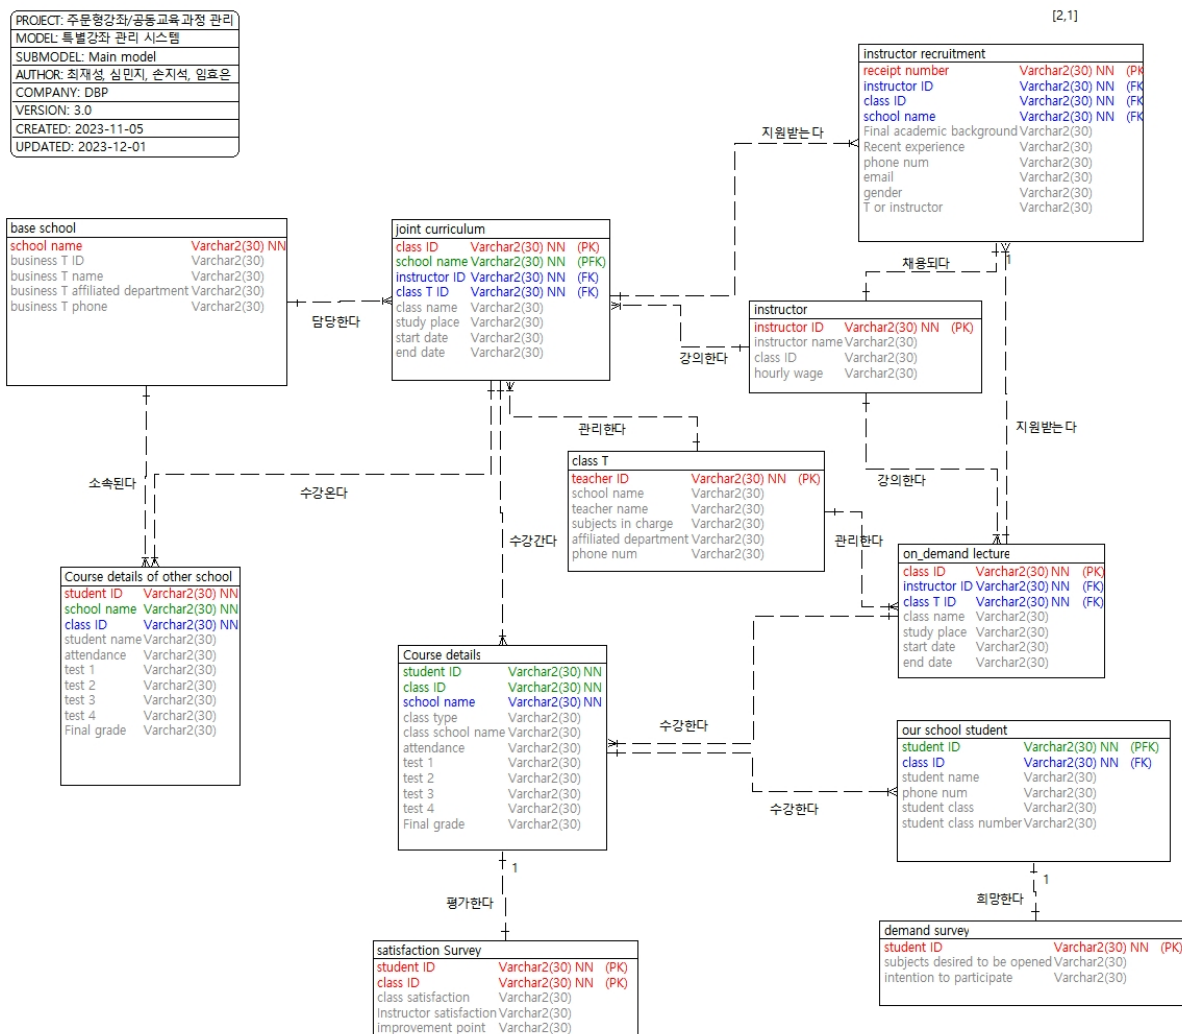 PROJECT: 주문형강좌/공동교육과정 관리
MODEL: 특별강좌 관리 시스템
SUBMODEL: Main model
AUTHOR: 최재성, 심민지, 손지석, 임효은
COMPANY: DBP
VERSION: 3.0
CREATED: 2023-11-05
UPDATED: 2023-12-01
[2,1]
instructor recruitment
receipt number Varchar2(30) NN (PK
instructor ID Varchar2(30) NN (FK
class ID Varchar2(30) NN (FK
school name Varchar2(30) NN (FK
Final academic background Varchar2(30)
Recent experience Varchar2(30)
phone num Varchar2(30)
email Varchar2(30)
gender Varchar2(30)
T or instructor Varchar2(30)
지원받는다
base school
school name Varchar2(30) NN
business T ID Varchar2(30)
business T name Varchar2(30)
business T affiliated department Varchar2(30)
business T phone Varchar2(30)
담당한다
joint curriculum
class ID Varchar2(30) NN (PK)
school name Varchar2(30) NN (PFK)
instructor ID Varchar2(30) NN (FK)
class T ID Varchar2(30) NN (FK)
class name Varchar2(30)
study place Varchar2(30)
start date Varchar2(30)
end date Varchar2(30)
채용된다
1
instructor
instructor ID Varchar2(30) NN (PK)
instructor name Varchar2(30)
class ID Varchar2(30)
hourly wage Varchar2(30)
강의한다
관리한다
지원받는다
class T
teacher ID Varchar2(30) NN (PK)
school name Varchar2(30)
teacher name Varchar2(30)
subjects in charge Varchar2(30)
affiliated department Varchar2(30)
phone num Varchar2(30)
소속된다
수강온다
수강간다
강의한다
관리한다
on_demand lecture
class ID Varchar2(30) NN (PK)
instructor ID Varchar2(30) NN (FK)
class T ID Varchar2(30) NN (FK)
class name Varchar2(30)
study place Varchar2(30)
start date Varchar2(30)
end date Varchar2(30)
Course details of other school
student ID Varchar2(30) NN
school name Varchar2(30) NN
class ID Varchar2(30) NN
student name Varchar2(30)
attendance Varchar2(30)
test 1 Varchar2(30)
test 2 Varchar2(30)
test 3 Varchar2(30)
test 4 Varchar2(30)
Final grade Varchar2(30)
Course details
student ID Varchar2(30) NN
class ID Varchar2(30) NN
school name Varchar2(30) NN
class type Varchar2(30)
class school name Varchar2(30)
attendance Varchar2(30)
test 1 Varchar2(30)
test 2 Varchar2(30)
test 3 Varchar2(30)
test 4 Varchar2(30)
Final grade Varchar2(30)
수강한다
수강한다
our school student
student ID Varchar2(30) NN (PFK)
class ID Varchar2(30) NN (FK)
student name Varchar2(30)
phone num Varchar2(30)
student class Varchar2(30)
student class number Varchar2(30)
1
평가한다
1
희망한다
satisfaction Survey
student ID Varchar2(30) NN (PK)
class ID Varchar2(30) NN (PK)
class satisfaction Varchar2(30)
Instructor satisfaction Varchar2(30)
improvement point Varchar2(30)
demand survey
student ID Varchar2(30) NN (PK)
subjects desired to be opened Varchar2(30)
intention to participate Varchar2(30)